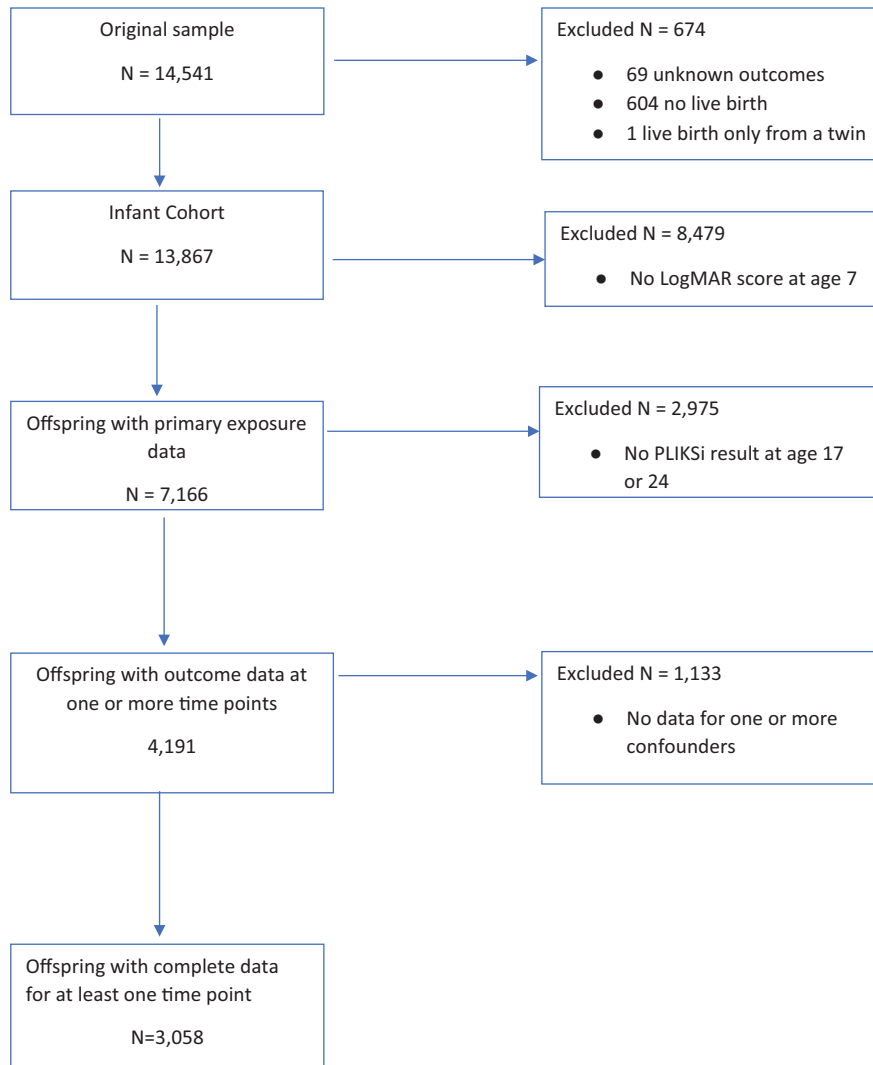 Original sample
N = 14,541
Excluded N = 674
● 69 unknown outcomes
● 604 no live birth
● 1 live birth only from a twin
Infant Cohort
N = 13,867
Excluded N = 8,479
● No LogMAR score at age 7
Offspring with primary exposure
data
N = 7,166
Excluded N = 2,975
● No PLIKSi result at age 17
or 24
Offspring with outcome data at
one or more time points
4,191
Excluded N = 1,133
● No data for one or more
confounders
Offspring with complete data
for at least one time point
N=3,058